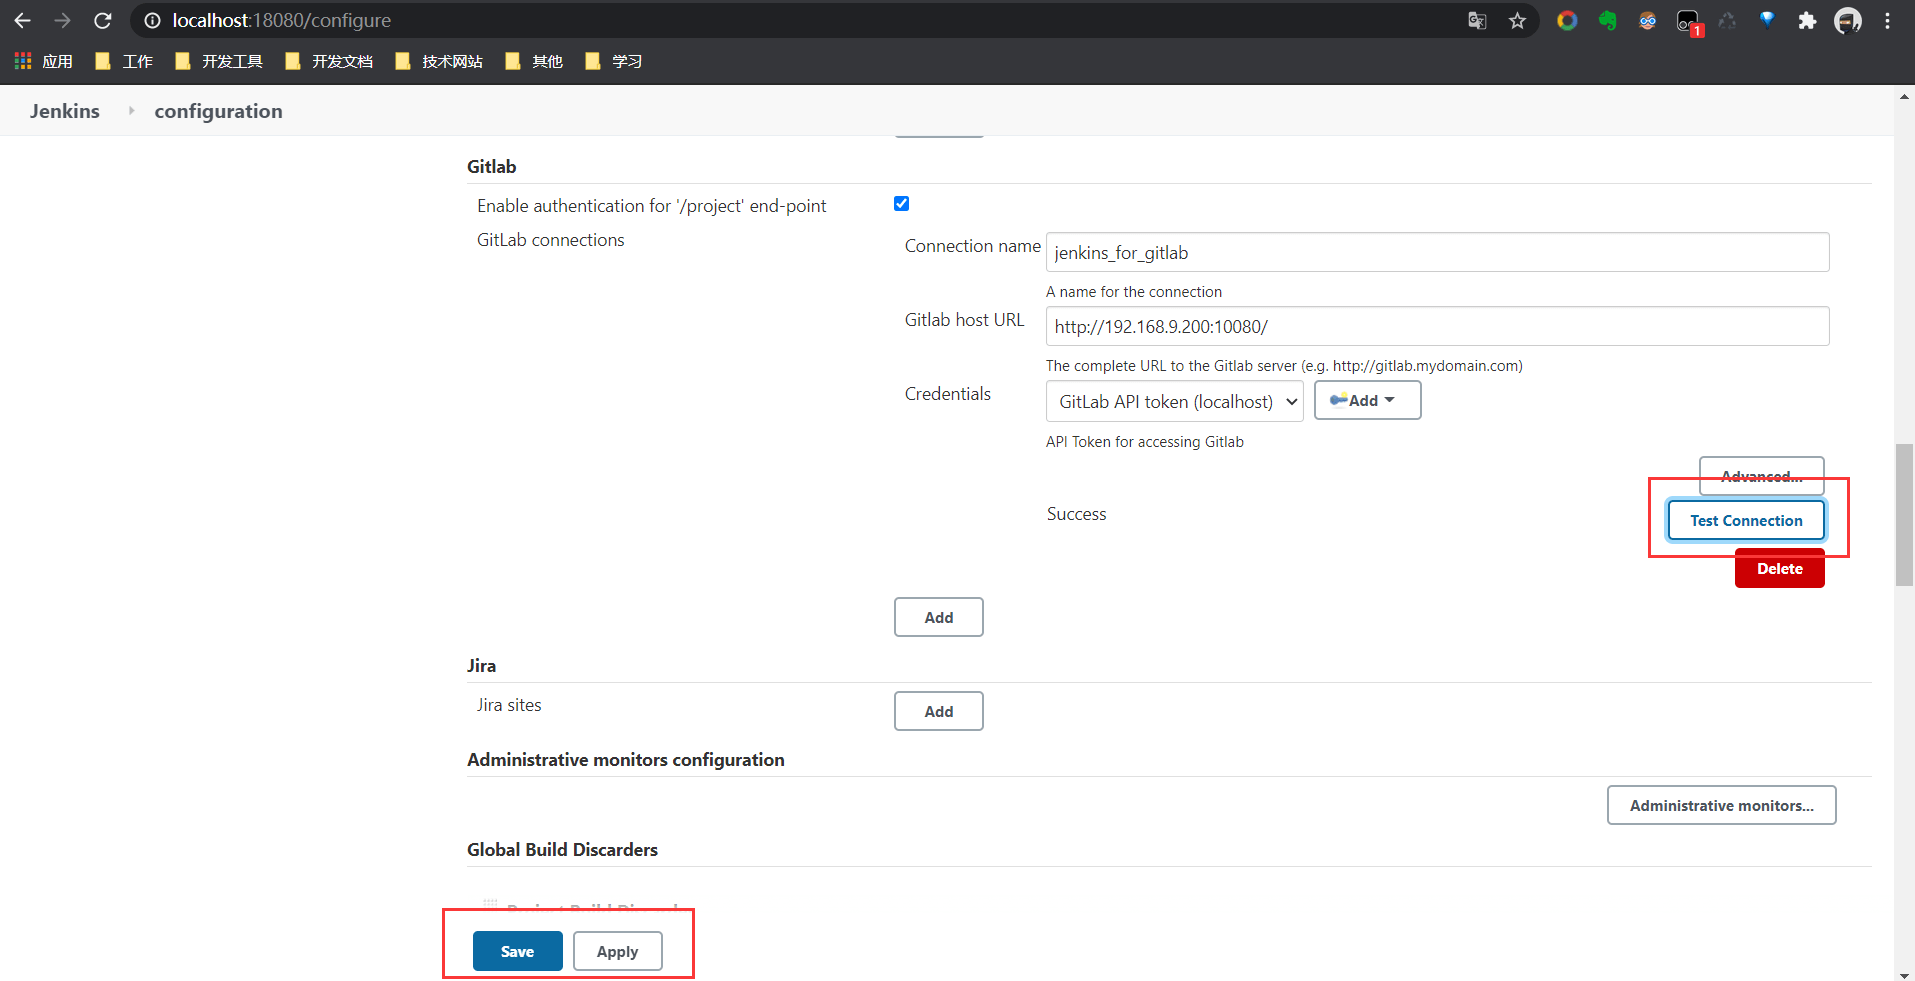 localhost:18080/configure
1
应用 工作 开发工具 开发文档 技术网站 其他 学习
Jenkins configuration
Gitlab
Enable authentication for '/project' end-point
GitLab connections
Connection name jenkins_for_gitlab
A name for the connection
Gitlab host URL http://192.168.9.200:10080/
The complete URL to the Gitlab server (e.g. http://gitlab.mydomain.com)
Credentials GitLab API token (localhost) Add
API Token for accessing Gitlab
Advanced...
Success Test Connection
Delete
Add
Jira
Jira sites Add
Administrative monitors configuration
Administrative monitors...
Global Build Discarders
Project Build Discarder
Save Apply